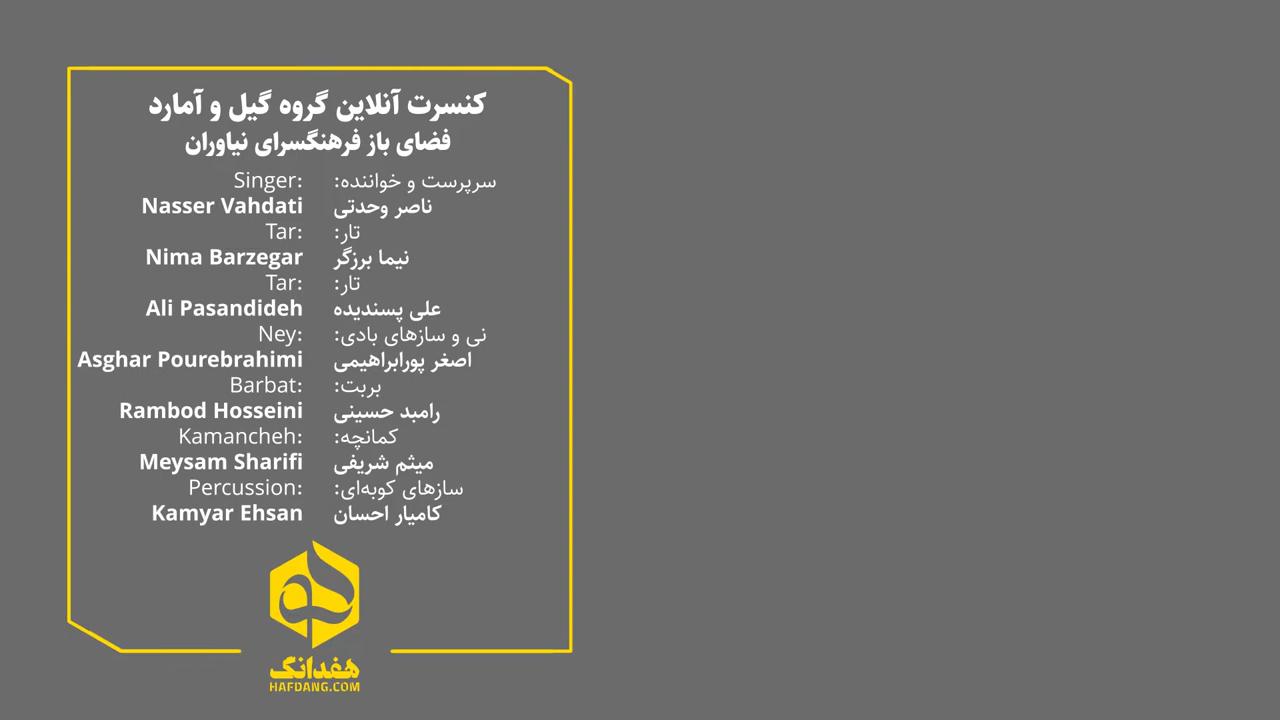 کنسرت آنلاین گروه گیل و آمارد
فضای باز فرهنگسرای نیاوران
سرپرست و خواننده:
Singer:
ناصر وحدتی
Nasser Vahdati
تار:
Tar:
نیما برزگر
Nima Barzegar
تار:
Tar:
علی پسندیده
Ali Pasandideh
نی و سازهای بادی:
Ney:
اصغر پورابراهیمی
Asghar Pourebrahimi
بربت:
Barbat:
رامبد حسینی
Rambod Hosseini
کمانچه:
Kamancheh:
میثم شریفی
Meysam Sharifi
سازهای کوبه‌ای:
Percussion:
کامیار احسان
Kamyar Ehsan
هفدانگ
HAFDANG.COM